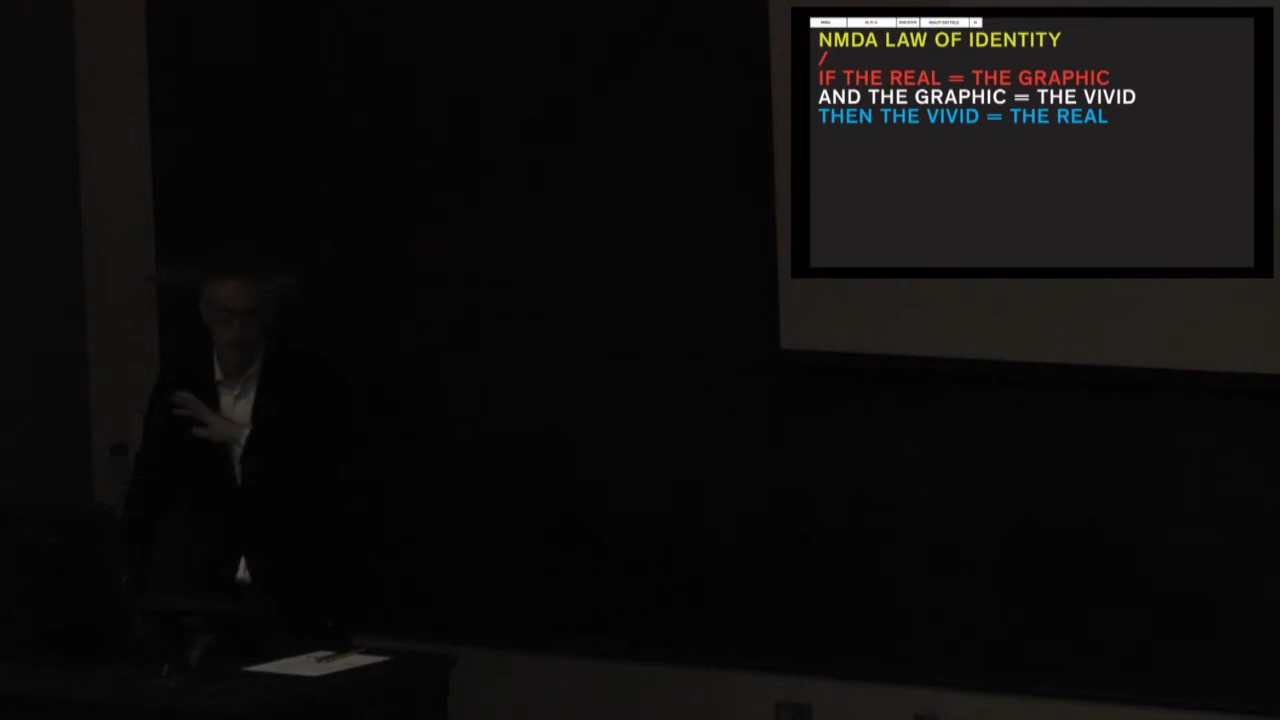 NMDA LAW OF IDENTITY
/
IF THE REAL = THE GRAPHIC
AND THE GRAPHIC = THE VIVID
THEN THE VIVID = THE REAL